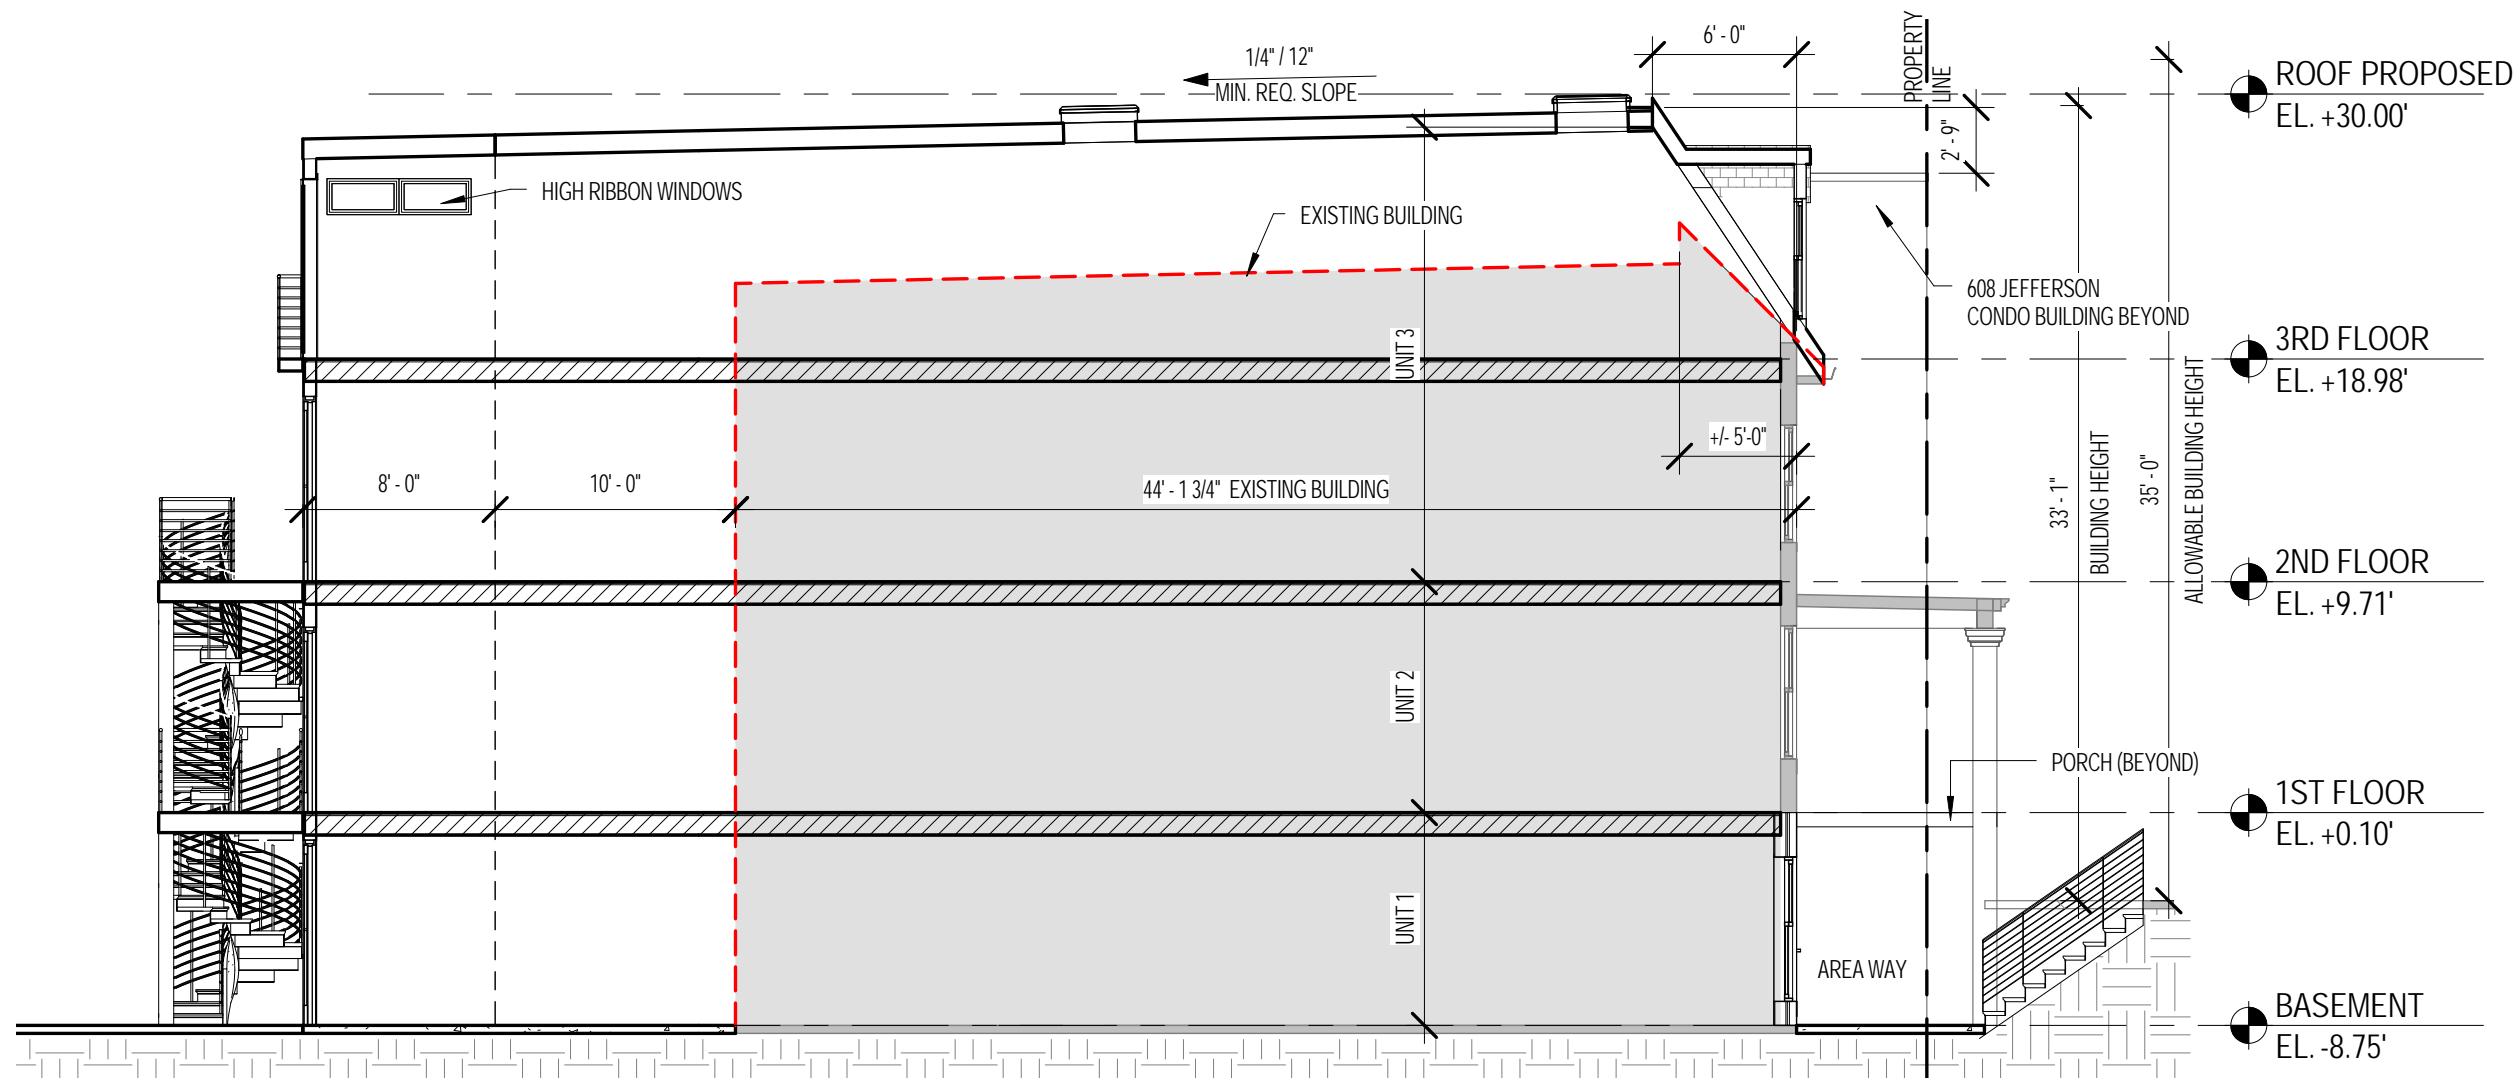 6' - 0"
PROPERTY
LINE
1/4" / 12"
MIN. REQ. SLOPE
ROOF PROPOSED
EL. +30.00'
2' - 9"
HIGH RIBBON WINDOWS
EXISTING BUILDING
608 JEFFERSON
CONDO BUILDING BEYOND
UNIT 3
3RD FLOOR
EL. +18.98'
+/- 5'-0"
8' - 0"
10' - 0"
44' - 1 3/4" EXISTING BUILDING
33' - 1"
BUILDING HEIGHT
35' - 0"
ALLOWABLE BUILDING HEIGHT
2ND FLOOR
EL. +9.71'
UNIT 2
PORCH (BEYOND)
1ST FLOOR
EL. +0.10'
UNIT 1
AREA WAY
BASEMENT
EL. -8.75'